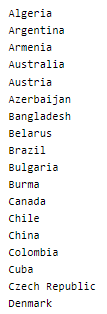 Algeria
Argentina
Armenia
Australia
Austria
Azerbaijan
Bangladesh
Belarus
Brazil
Bulgaria
Burma
Canada
Chile
China
Colombia
Cuba
Czech Republic
Denmark